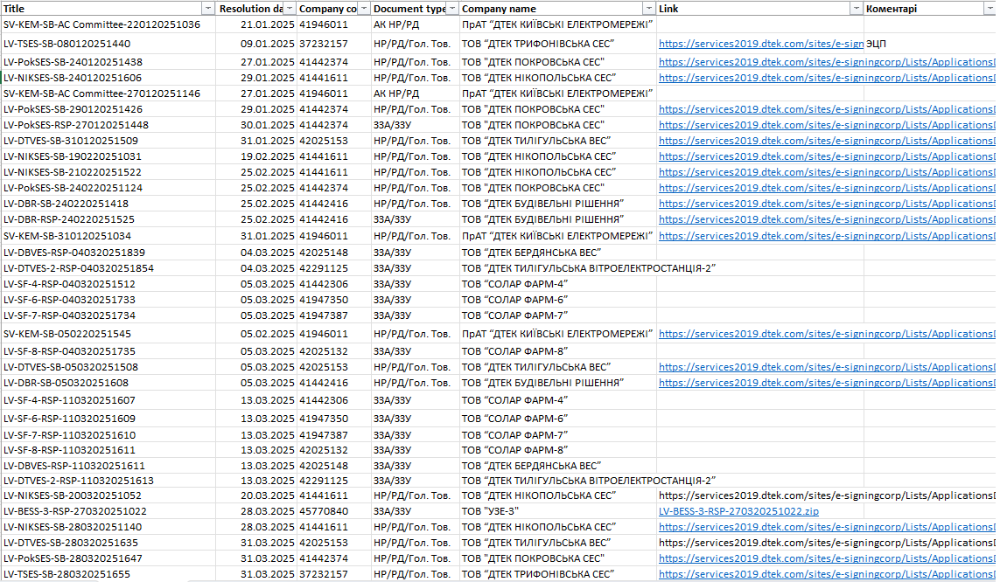 Title Resolution da Company co Document type Company name Link Коментарі
SV-KEM-SB-AC Committee-220120251036 21.01.2025 41946011 АК НР/РД ПрАТ “ДТЕК КИЇВСЬКІ ЕЛЕКТРОМЕРЕЖІ”
LV-TSES-SB-080120251440 09.01.2025 37232157 НР/РД/Гол. Тов. ТОВ “ДТЕК ТРИФОНІВСЬКА СЕС” https://services2019.dtek.com/sites/e-sign ЭЦП
LV-PokSES-SB-240120251438 27.01.2025 41442374 НР/РД/Гол. Тов. ТОВ "ДТЕК ПОКРОВСЬКА СЕС" https://services2019.dtek.com/sites/e-signingcorp/Lists/ApplicationsD
LV-NIKSES-SB-240120251606 29.01.2025 41441611 НР/РД/Гол. Тов. ТОВ “ДТЕК НІКОПОЛЬСЬКА СЕС” https://services2019.dtek.com/sites/e-signingcorp/Lists/ApplicationsD
SV-KEM-SB-AC Committee-270120251146 27.01.2025 41946011 АК НР/РД ПрАТ “ДТЕК КИЇВСЬКІ ЕЛЕКТРОМЕРЕЖІ”
LV-PokSES-SB-290120251426 29.01.2025 41442374 НР/РД/Гол. Тов. ТОВ "ДТЕК ПОКРОВСЬКА СЕС" https://services2019.dtek.com/sites/e-signingcorp/Lists/ApplicationsD
LV-PokSES-RSP-270120251448 30.01.2025 41442374 ЗЗА/ЗЗУ ТОВ "ДТЕК ПОКРОВСЬКА СЕС" https://services2019.dtek.com/sites/e-signingcorp/Lists/ApplicationsD
LV-DTVES-SB-310120251509 31.01.2025 42025153 НР/РД/Гол. Тов. ТОВ “ДТЕК ТИЛІГУЛЬСЬКА ВЕС” https://services2019.dtek.com/sites/e-signingcorp/Lists/ApplicationsD
LV-NIKSES-SB-190220251031 19.02.2025 41441611 НР/РД/Гол. Тов. ТОВ “ДТЕК НІКОПОЛЬСЬКА СЕС” https://services2019.dtek.com/sites/e-signingcorp/Lists/ApplicationsD
LV-NIKSES-SB-210220251522 25.02.2025 41441611 НР/РД/Гол. Тов. ТОВ “ДТЕК НІКОПОЛЬСЬКА СЕС” https://services2019.dtek.com/sites/e-signingcorp/Lists/ApplicationsD
LV-PokSES-SB-240220251124 25.02.2025 41442374 НР/РД/Гол. Тов. ТОВ "ДТЕК ПОКРОВСЬКА СЕС" https://services2019.dtek.com/sites/e-signingcorp/Lists/ApplicationsD
LV-DBR-SB-240220251418 25.02.2025 41442416 НР/РД/Гол. Тов. ТОВ “ДТЕК БУДІВЕЛЬНІ РІШЕННЯ” https://services2019.dtek.com/sites/e-signingcorp/Lists/ApplicationsD
LV-DBR-RSP-240220251525 25.02.2025 41442416 ЗЗА/ЗЗУ ТОВ “ДТЕК БУДІВЕЛЬНІ РІШЕННЯ” https://services2019.dtek.com/sites/e-signingcorp/Lists/ApplicationsD
SV-KEM-SB-310120251034 31.01.2025 41946011 НР/РД/Гол. Тов. ПрАТ “ДТЕК КИЇВСЬКІ ЕЛЕКТРОМЕРЕЖІ” https://services2019.dtek.com/sites/e-signingcorp/Lists/ApplicationsD
LV-DBVES-RSP-040320251839 04.03.2025 42025148 ЗЗА/ЗЗУ ТОВ “ДТЕК БЕРДЯНСЬКА ВЕС”
LV-DTVES-2-RSP-040320251854 04.03.2025 42291125 ЗЗА/ЗЗУ ТОВ “ДТЕК ТИЛІГУЛЬСЬКА ВІТРОЕЛЕКТРОСТАНЦІЯ-2”
LV-SF-4-RSP-040320251512 05.03.2025 41442306 ЗЗА/ЗЗУ ТОВ “СОЛАР ФАРМ-4”
LV-SF-6-RSP-040320251733 05.03.2025 41947350 ЗЗА/ЗЗУ ТОВ “СОЛАР ФАРМ-6”
LV-SF-7-RSP-040320251734 05.03.2025 41947387 ЗЗА/ЗЗУ ТОВ “СОЛАР ФАРМ-7”
SV-KEM-SB-050220251545 05.02.2025 41946011 НР/РД/Гол. Тов. ПрАТ “ДТЕК КИЇВСЬКІ ЕЛЕКТРОМЕРЕЖІ” https://services2019.dtek.com/sites/e-signingcorp/Lists/ApplicationsD
LV-SF-8-RSP-040320251735 05.03.2025 42025132 ЗЗА/ЗЗУ ТОВ “СОЛАР ФАРМ-8”
LV-DTVES-SB-050320251508 05.03.2025 42025153 НР/РД/Гол. Тов. ТОВ “ДТЕК ТИЛІГУЛЬСЬКА ВЕС” https://services2019.dtek.com/sites/e-signingcorp/Lists/ApplicationsD
LV-DBR-SB-050320251608 05.03.2025 41442416 НР/РД/Гол. Тов. ТОВ “ДТЕК БУДІВЕЛЬНІ РІШЕННЯ” https://services2019.dtek.com/sites/e-signingcorp/Lists/ApplicationsD
LV-SF-4-RSP-110320251607 13.03.2025 41442306 ЗЗА/ЗЗУ ТОВ “СОЛАР ФАРМ-4”
LV-SF-6-RSP-110320251609 13.03.2025 41947350 ЗЗА/ЗЗУ ТОВ “СОЛАР ФАРМ-6”
LV-SF-7-RSP-110320251610 13.03.2025 41947387 ЗЗА/ЗЗУ ТОВ “СОЛАР ФАРМ-7”
LV-SF-8-RSP-110320251611 13.03.2025 42025132 ЗЗА/ЗЗУ ТОВ “СОЛАР ФАРМ-8”
LV-DBVES-RSP-110320251611 13.03.2025 42025148 ЗЗА/ЗЗУ ТОВ “ДТЕК БЕРДЯНСЬКА ВЕС”
LV-DTVES-2-RSP-110320251613 13.03.2025 42291125 ЗЗА/ЗЗУ ТОВ “ДТЕК ТИЛІГУЛЬСЬКА ВІТРОЕЛЕКТРОСТАНЦІЯ-2”
LV-NIKSES-SB-200320251052 20.03.2025 41441611 НР/РД/Гол. Тов. ТОВ “ДТЕК НІКОПОЛЬСЬКА СЕС” https://services2019.dtek.com/sites/e-signingcorp/Lists/ApplicationsD
LV-BESS-3-RSP-270320251022 28.03.2025 45770840 ЗЗА/ЗЗУ ТОВ "УЗЕ-3" LV-BESS-3-RSP-270320251022.zip
LV-NIKSES-SB-280320251140 28.03.2025 41441611 НР/РД/Гол. Тов. ТОВ “ДТЕК НІКОПОЛЬСЬКА СЕС” https://services2019.dtek.com/sites/e-signingcorp/Lists/ApplicationsD
LV-DTVES-SB-280320251635 31.03.2025 42025153 НР/РД/Гол. Тов. ТОВ “ДТЕК ТИЛІГУЛЬСЬКА ВЕС” https://services2019.dtek.com/sites/e-signingcorp/Lists/ApplicationsD
LV-PokSES-SB-280320251647 31.03.2025 41442374 НР/РД/Гол. Тов. ТОВ "ДТЕК ПОКРОВСЬКА СЕС" https://services2019.dtek.com/sites/e-signingcorp/Lists/ApplicationsD
LV-TSES-SB-280320251655 31.03.2025 37232157 НР/РД/Гол. Тов. ТОВ “ДТЕК ТРИФОНІВСЬКА СЕС” https://services2019.dtek.com/sites/e-signingcorp/Lists/ApplicationsD